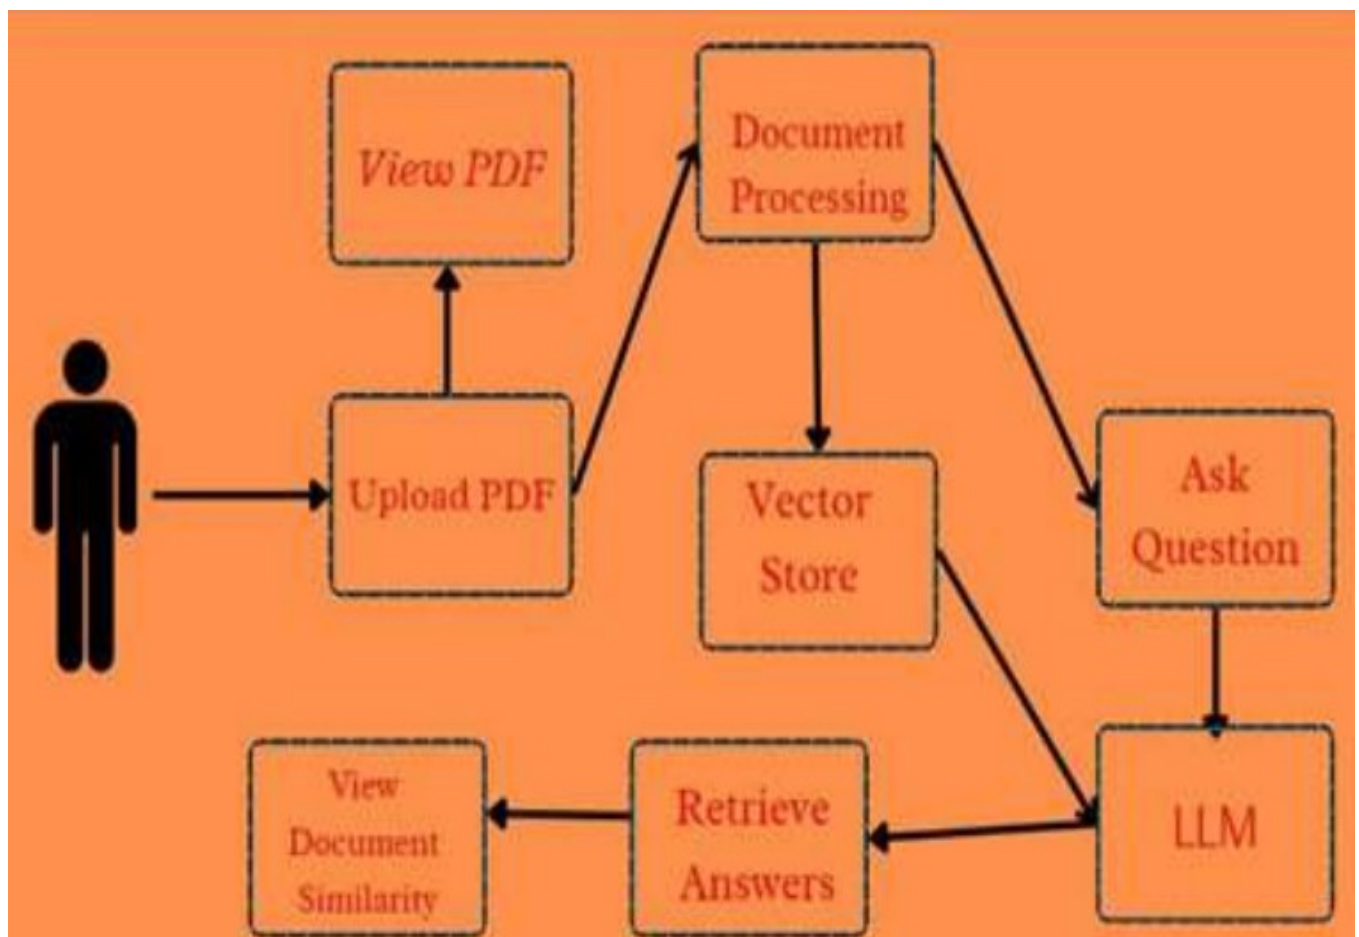 View PDF
Document
Processing
Upload PDF
Vector
Store
Ask
Question
View
Document
Similarity
Retrieve
Answers
LLM